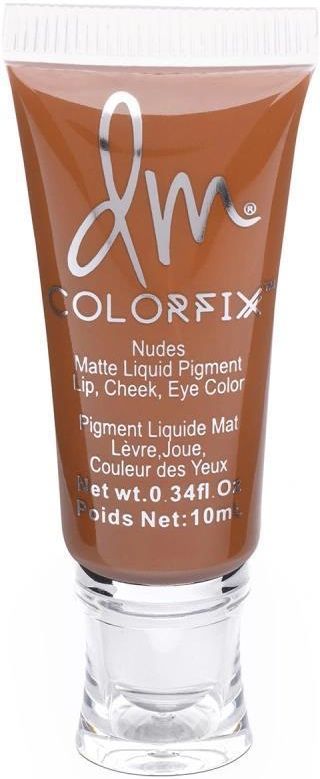 dm®
COLORFIX™
Nudes
Matte Liquid Pigment
Lip, Cheek, Eye Color
Pigment Liquide Mat
Lèvre,Joue,
Couleur des Yeux
Net wt.0.34fl.Oz
Poids Net:10mL